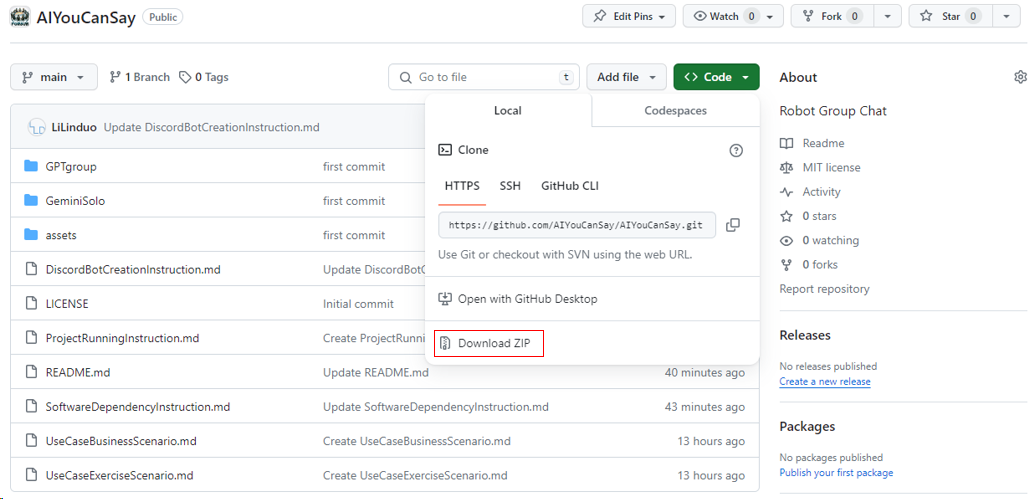 AIYouCanSay Public
Edit Pins Watch 0 Fork 0 Star 0
main 1 Branch 0 Tags Go to file t Add file Code
LiLinduo Update DiscordBotCreationInstruction.md
GPTgroup first commit
GeminiSolo first commit
assets first commit
DiscordBotCreationInstruction.md Update DiscordBotC
LICENSE Initial commit
ProjectRunningInstruction.md Create ProjectRunni
README.md Update README.md 40 minutes ago
SoftwareDependencyInstruction.md Update SoftwareDependencyInstruction.md 43 minutes ago
UseCaseBusinessScenario.md Create UseCaseBusinessScenario.md 13 hours ago
UseCaseExerciseScenario.md Create UseCaseExerciseScenario.md 13 hours ago
Local Codespaces
Clone
HTTPS SSH GitHub CLI
https://github.com/AIYouCanSay/AIYouCanSay.git
Use Git or checkout with SVN using the web URL.
Open with GitHub Desktop
Download ZIP
About
Robot Group Chat
Readme
MIT license
Activity
0 stars
0 watching
0 forks
Report repository
Releases
No releases published
Create a new release
Packages
No packages published
Publish your first package